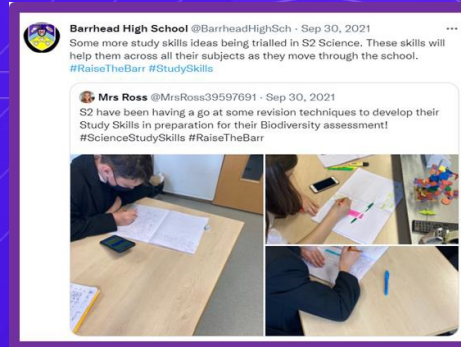 Barrhead High School @BarrheadHighSch · Sep 30, 2021
Some more study skills ideas being trialled in S2 Science. These skills will
help them across all their subjects as they move through the school.
#RaiseTheBarr #StudySkills
Mrs Ross @MrsRoss39597691 · Sep 30, 2021
S2 have been having a go at some revision techniques to develop their
Study Skills in preparation for their Biodiversity assessment!
#ScienceStudySkills #RaiseTheBarr